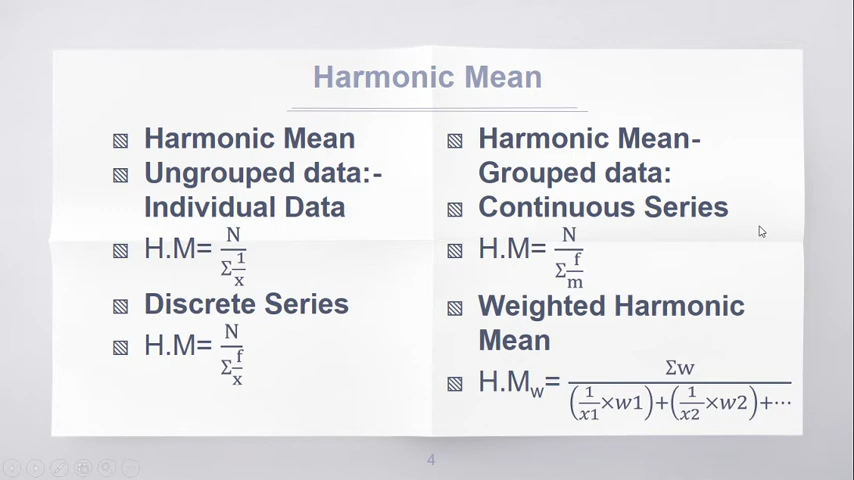 Harmonic Mean
Harmonic Mean
Ungrouped data:-
Individual Data
H.M= N / Σ1/x
Discrete Series
H.M= N / Σf/x
Harmonic Mean-
Grouped data:
Continuous Series
H.M= N / Σf/m
Weighted Harmonic
Mean
H.Mw= Σw / (1/x1 ×w1)+(1/x2 ×w2)+⋯
4